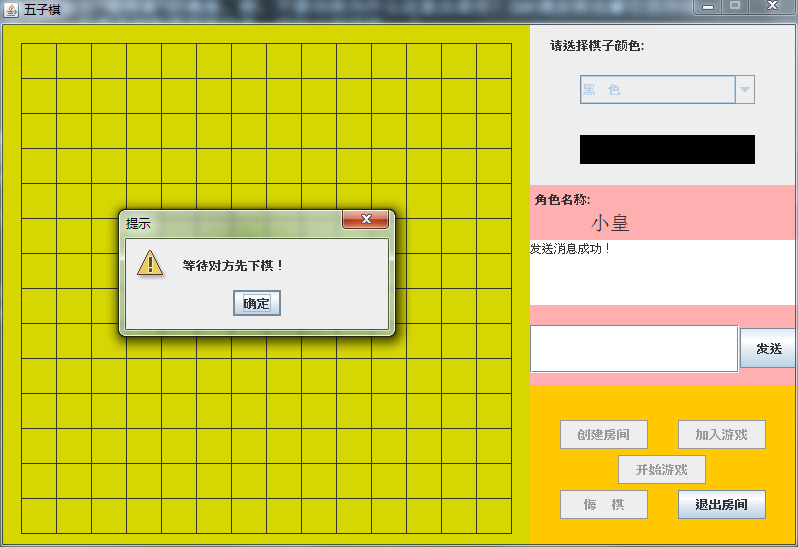 五子棋
请选择棋子颜色:
黑 色
角色名称:
小皇
发送消息成功！
提示
等待对方先下棋！
确定
发送
创建房间
加入游戏
开始游戏
悔 棋
退出房间